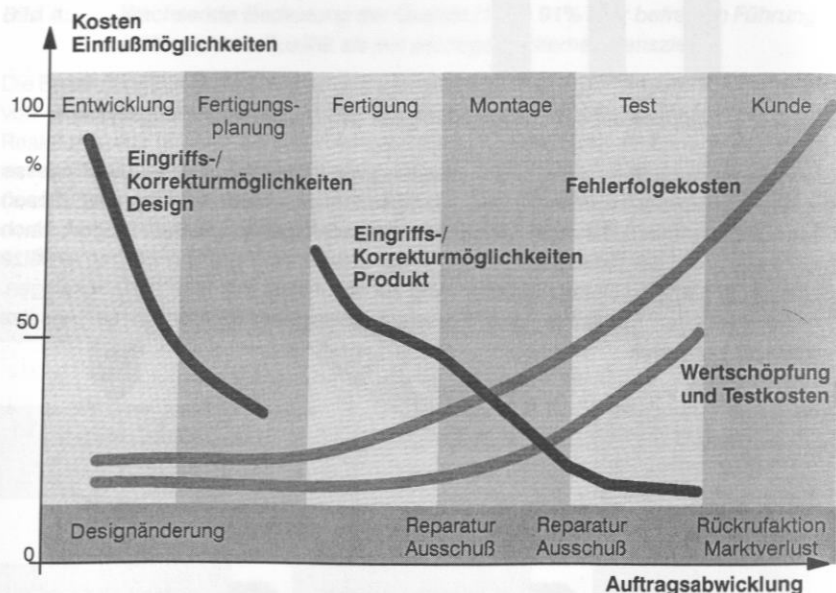 Kosten
Einflußmöglichkeiten
100
%
50
0
Entwicklung
Fertigungs-
planung
Fertigung
Montage
Test
Kunde
Eingriffs-/
Korrekturmöglichkeiten
Design
Eingriffs-/
Korrekturmöglichkeiten
Produkt
Fehlerfolgekosten
Wertschöpfung
und Testkosten
Designänderung
Reparatur
Ausschuß
Reparatur
Ausschuß
Rückrufaktion
Marktverlust
Auftragsabwicklung